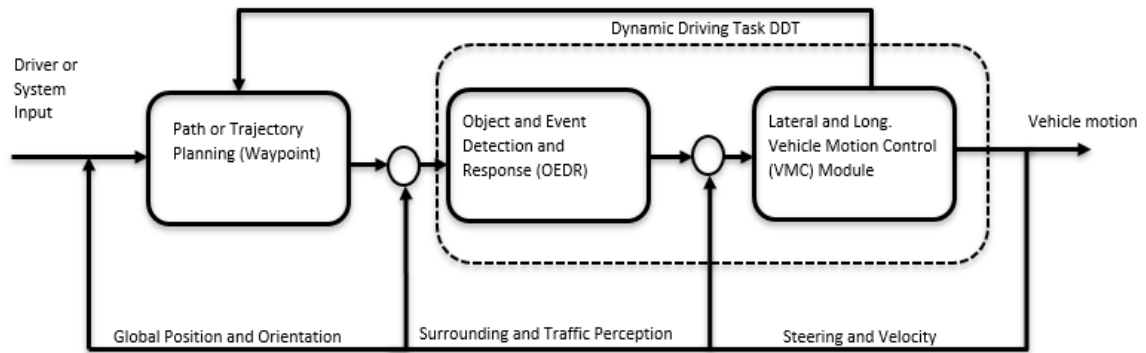 Dynamic Driving Task DDT
Driver or
System
Input
Path or Trajectory
Planning (Waypoint)
Object and Event
Detection and
Response (OEDR)
Lateral and Long.
Vehicle Motion Control
(VMC) Module
Vehicle motion
Global Position and Orientation
Surrounding and Traffic Perception
Steering and Velocity